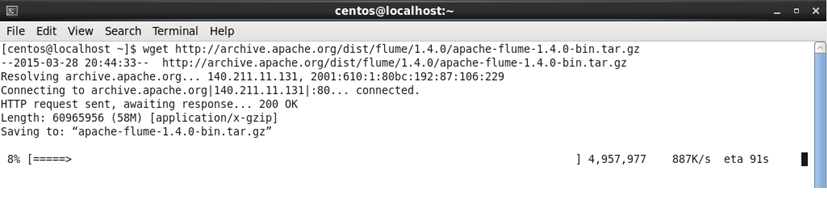 centos@localhost:~
File Edit View Search Terminal Help
[centos@localhost ~]$ wget http://archive.apache.org/dist/flume/1.4.0/apache-flume-1.4.0-bin.tar.gz
--2015-03-28 20:44:33-- http://archive.apache.org/dist/flume/1.4.0/apache-flume-1.4.0-bin.tar.gz
Resolving archive.apache.org... 140.211.11.131, 2001:610:1:80bc:192:87:106:229
Connecting to archive.apache.org|140.211.11.131|:80... connected.
HTTP request sent, awaiting response... 200 OK
Length: 60965956 (58M) [application/x-gzip]
Saving to: “apache-flume-1.4.0-bin.tar.gz”
8% [=====> ] 4,957,977 887K/s eta 91s